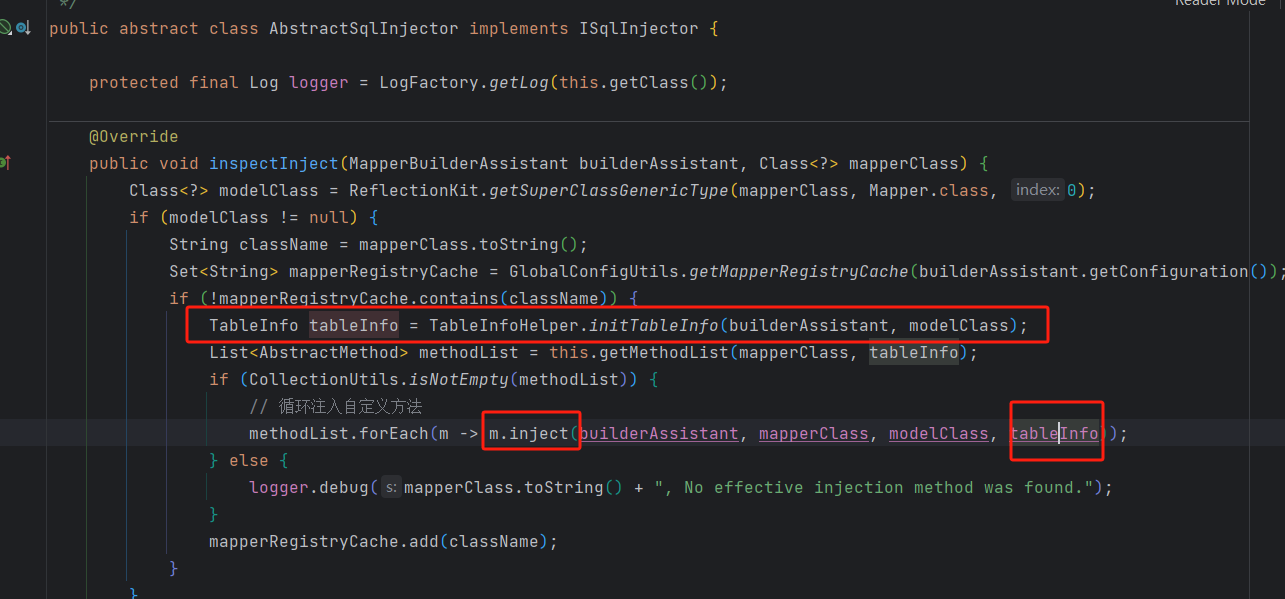 */
Reader Mode
public abstract class AbstractSqlInjector implements ISqlInjector {
protected final Log logger = LogFactory.getLog(this.getClass());
@Override
public void inspectInject(MapperBuilderAssistant builderAssistant, Class<?> mapperClass) {
Class<?> modelClass = ReflectionKit.getSuperClassGenericType(mapperClass, Mapper.class, index: 0);
if (modelClass != null) {
String className = mapperClass.toString();
Set<String> mapperRegistryCache = GlobalConfigUtils.getMapperRegistryCache(builderAssistant.getConfiguration());
if (!mapperRegistryCache.contains(className)) {
TableInfo tableInfo = TableInfoHelper.initTableInfo(builderAssistant, modelClass);
List<AbstractMethod> methodList = this.getMethodList(mapperClass, tableInfo);
if (CollectionUtils.isNotEmpty(methodList)) {
// 循环注入自定义方法
methodList.forEach(m -> m.inject(builderAssistant, mapperClass, modelClass, tableInfo));
} else {
logger.debug( s: mapperClass.toString() + ", No effective injection method was found.");
}
mapperRegistryCache.add(className);
}
}